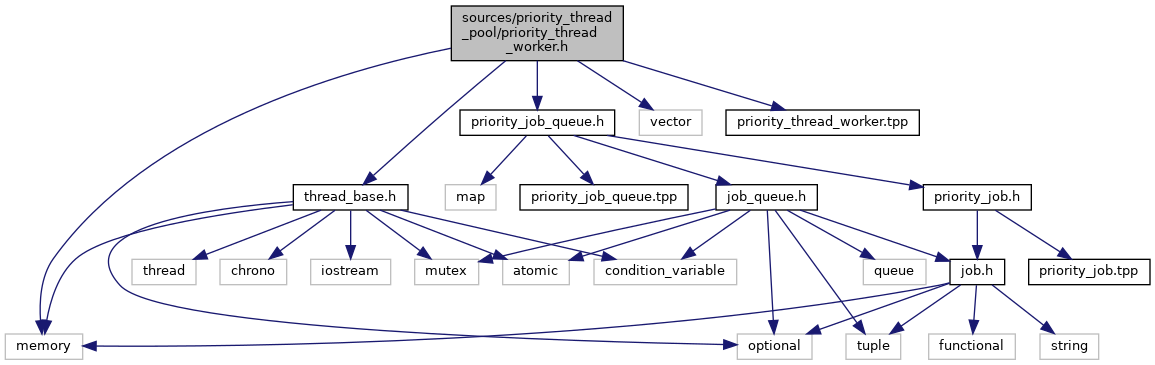 sources/priority_thread
_pool/priority_thread
_worker.h
priority_job_queue.h
vector
priority_thread_worker.tpp
thread_base.h
map
priority_job_queue.tpp
job_queue.h
priority_job.h
thread
chrono
iostream
mutex
atomic
condition_variable
queue
job.h
priority_job.tpp
memory
optional
tuple
functional
string